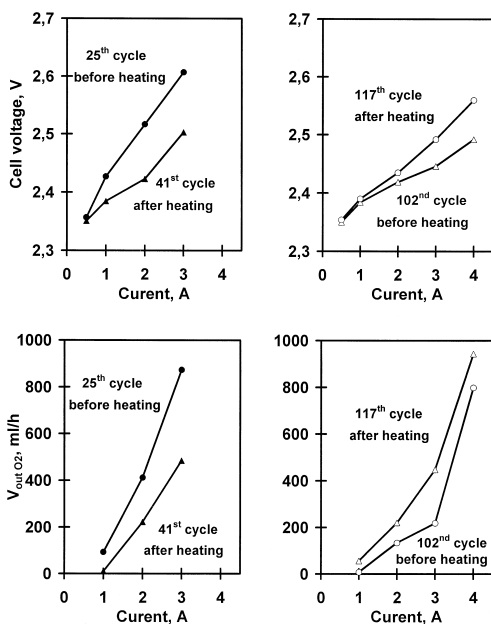 2,7
2,6
2,5
2,4
2,3
Cell voltage, V
25th cycle
before heating
41st cycle
after heating
0 1 2 3 4
Curent, A
2,7
2,6
2,5
2,4
2,3
117th cycle
after heating
102nd cycle
before heating
0 1 2 3 4
Curent, A
1000
800
600
400
200
0
Vout O2, ml/h
25th cycle
before heating
41st cycle
after heating
0 1 2 3 4
Curent, A
1000
800
600
400
200
0
117th cycle
after heating
102nd cycle
before heating
0 1 2 3 4
Curent, A